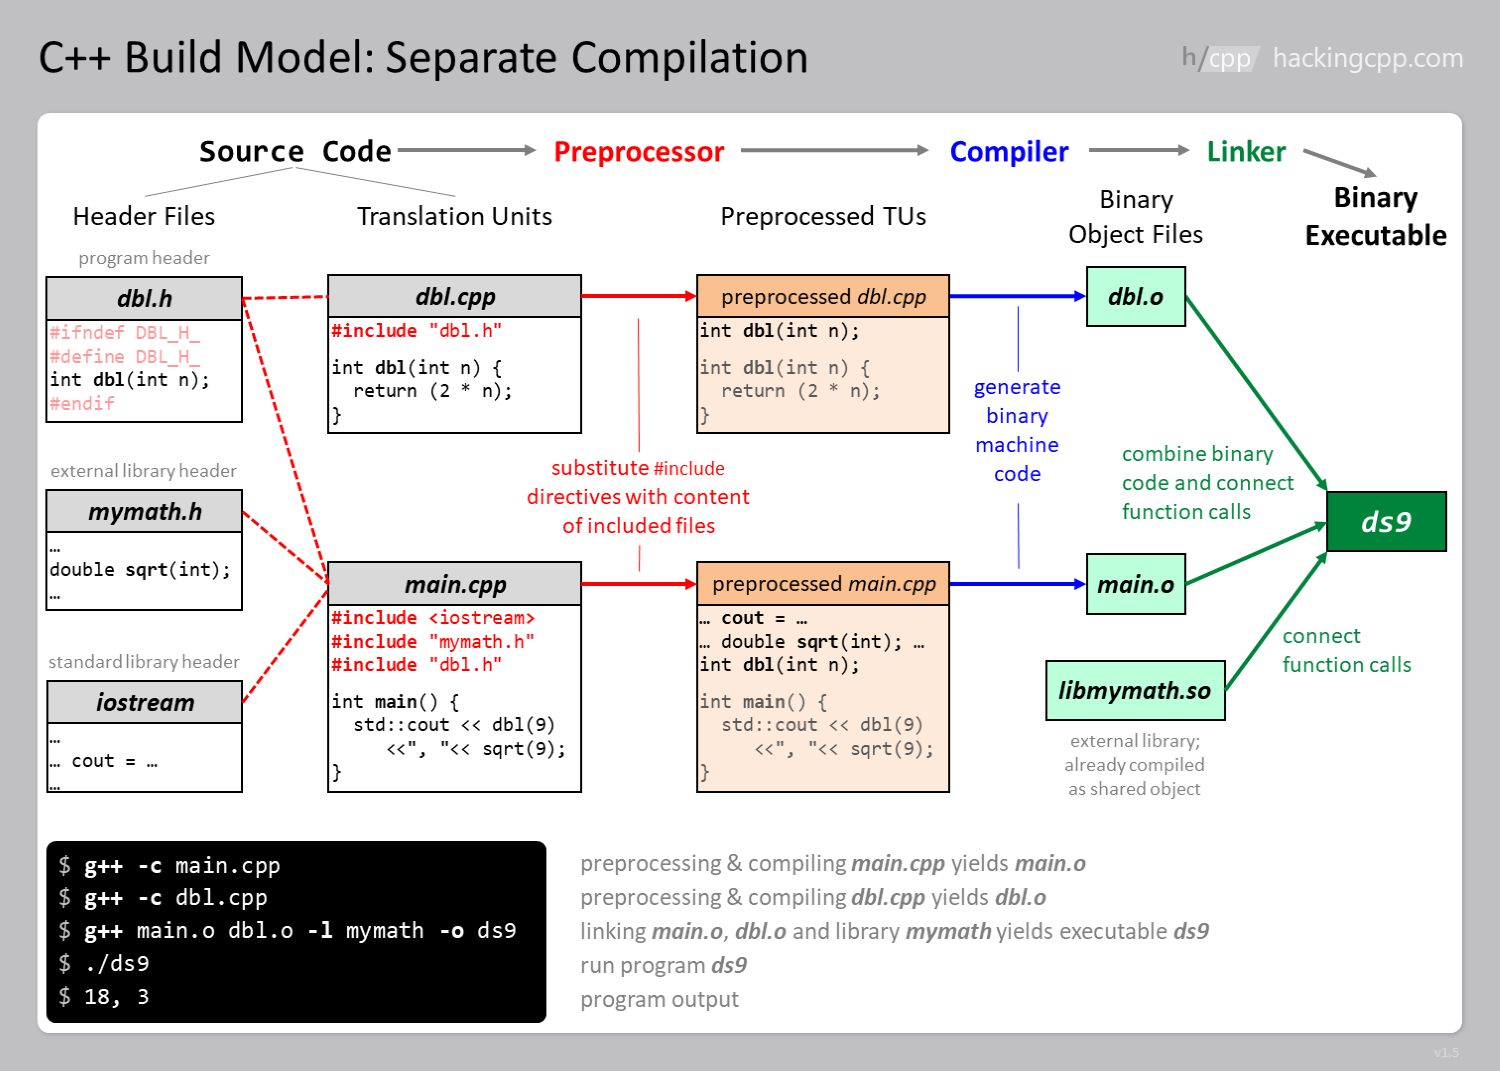 C++ Build Model: Separate Compilation
h/cpp hackingcpp.com
Source Code
Preprocessor
Compiler
Linker
Binary
Executable
Header Files
Translation Units
Preprocessed TUs
Binary
Object Files
program header
dbl.h
#ifndef DBL_H_
#define DBL_H_
int dbl(int n);
#endif
external library header
mymath.h
…
double sqrt(int);
…
standard library header
iostream
…
… cout = …
…
dbl.cpp
#include "dbl.h"
int dbl(int n) {
  return (2 * n);
}
main.cpp
#include <iostream>
#include "mymath.h"
#include "dbl.h"
int main() {
  std::cout << dbl(9)
     <<", "<< sqrt(9);
}
substitute #include
directives with content
of included files
preprocessed dbl.cpp
int dbl(int n);
int dbl(int n) {
  return (2 * n);
}
preprocessed main.cpp
… cout = …
… double sqrt(int); …
int dbl(int n);
int main() {
  std::cout << dbl(9)
     <<", "<< sqrt(9);
}
generate
binary
machine
code
dbl.o
main.o
libmymath.so
external library;
already compiled
as shared object
combine binary
code and connect
function calls
connect
function calls
ds9
$ g++ -c main.cpp
$ g++ -c dbl.cpp
$ g++ main.o dbl.o -l mymath -o ds9
$ ./ds9
$ 18, 3
preprocessing & compiling main.cpp yields main.o
preprocessing & compiling dbl.cpp yields dbl.o
linking main.o, dbl.o and library mymath yields executable ds9
run program ds9
program output
v1.5